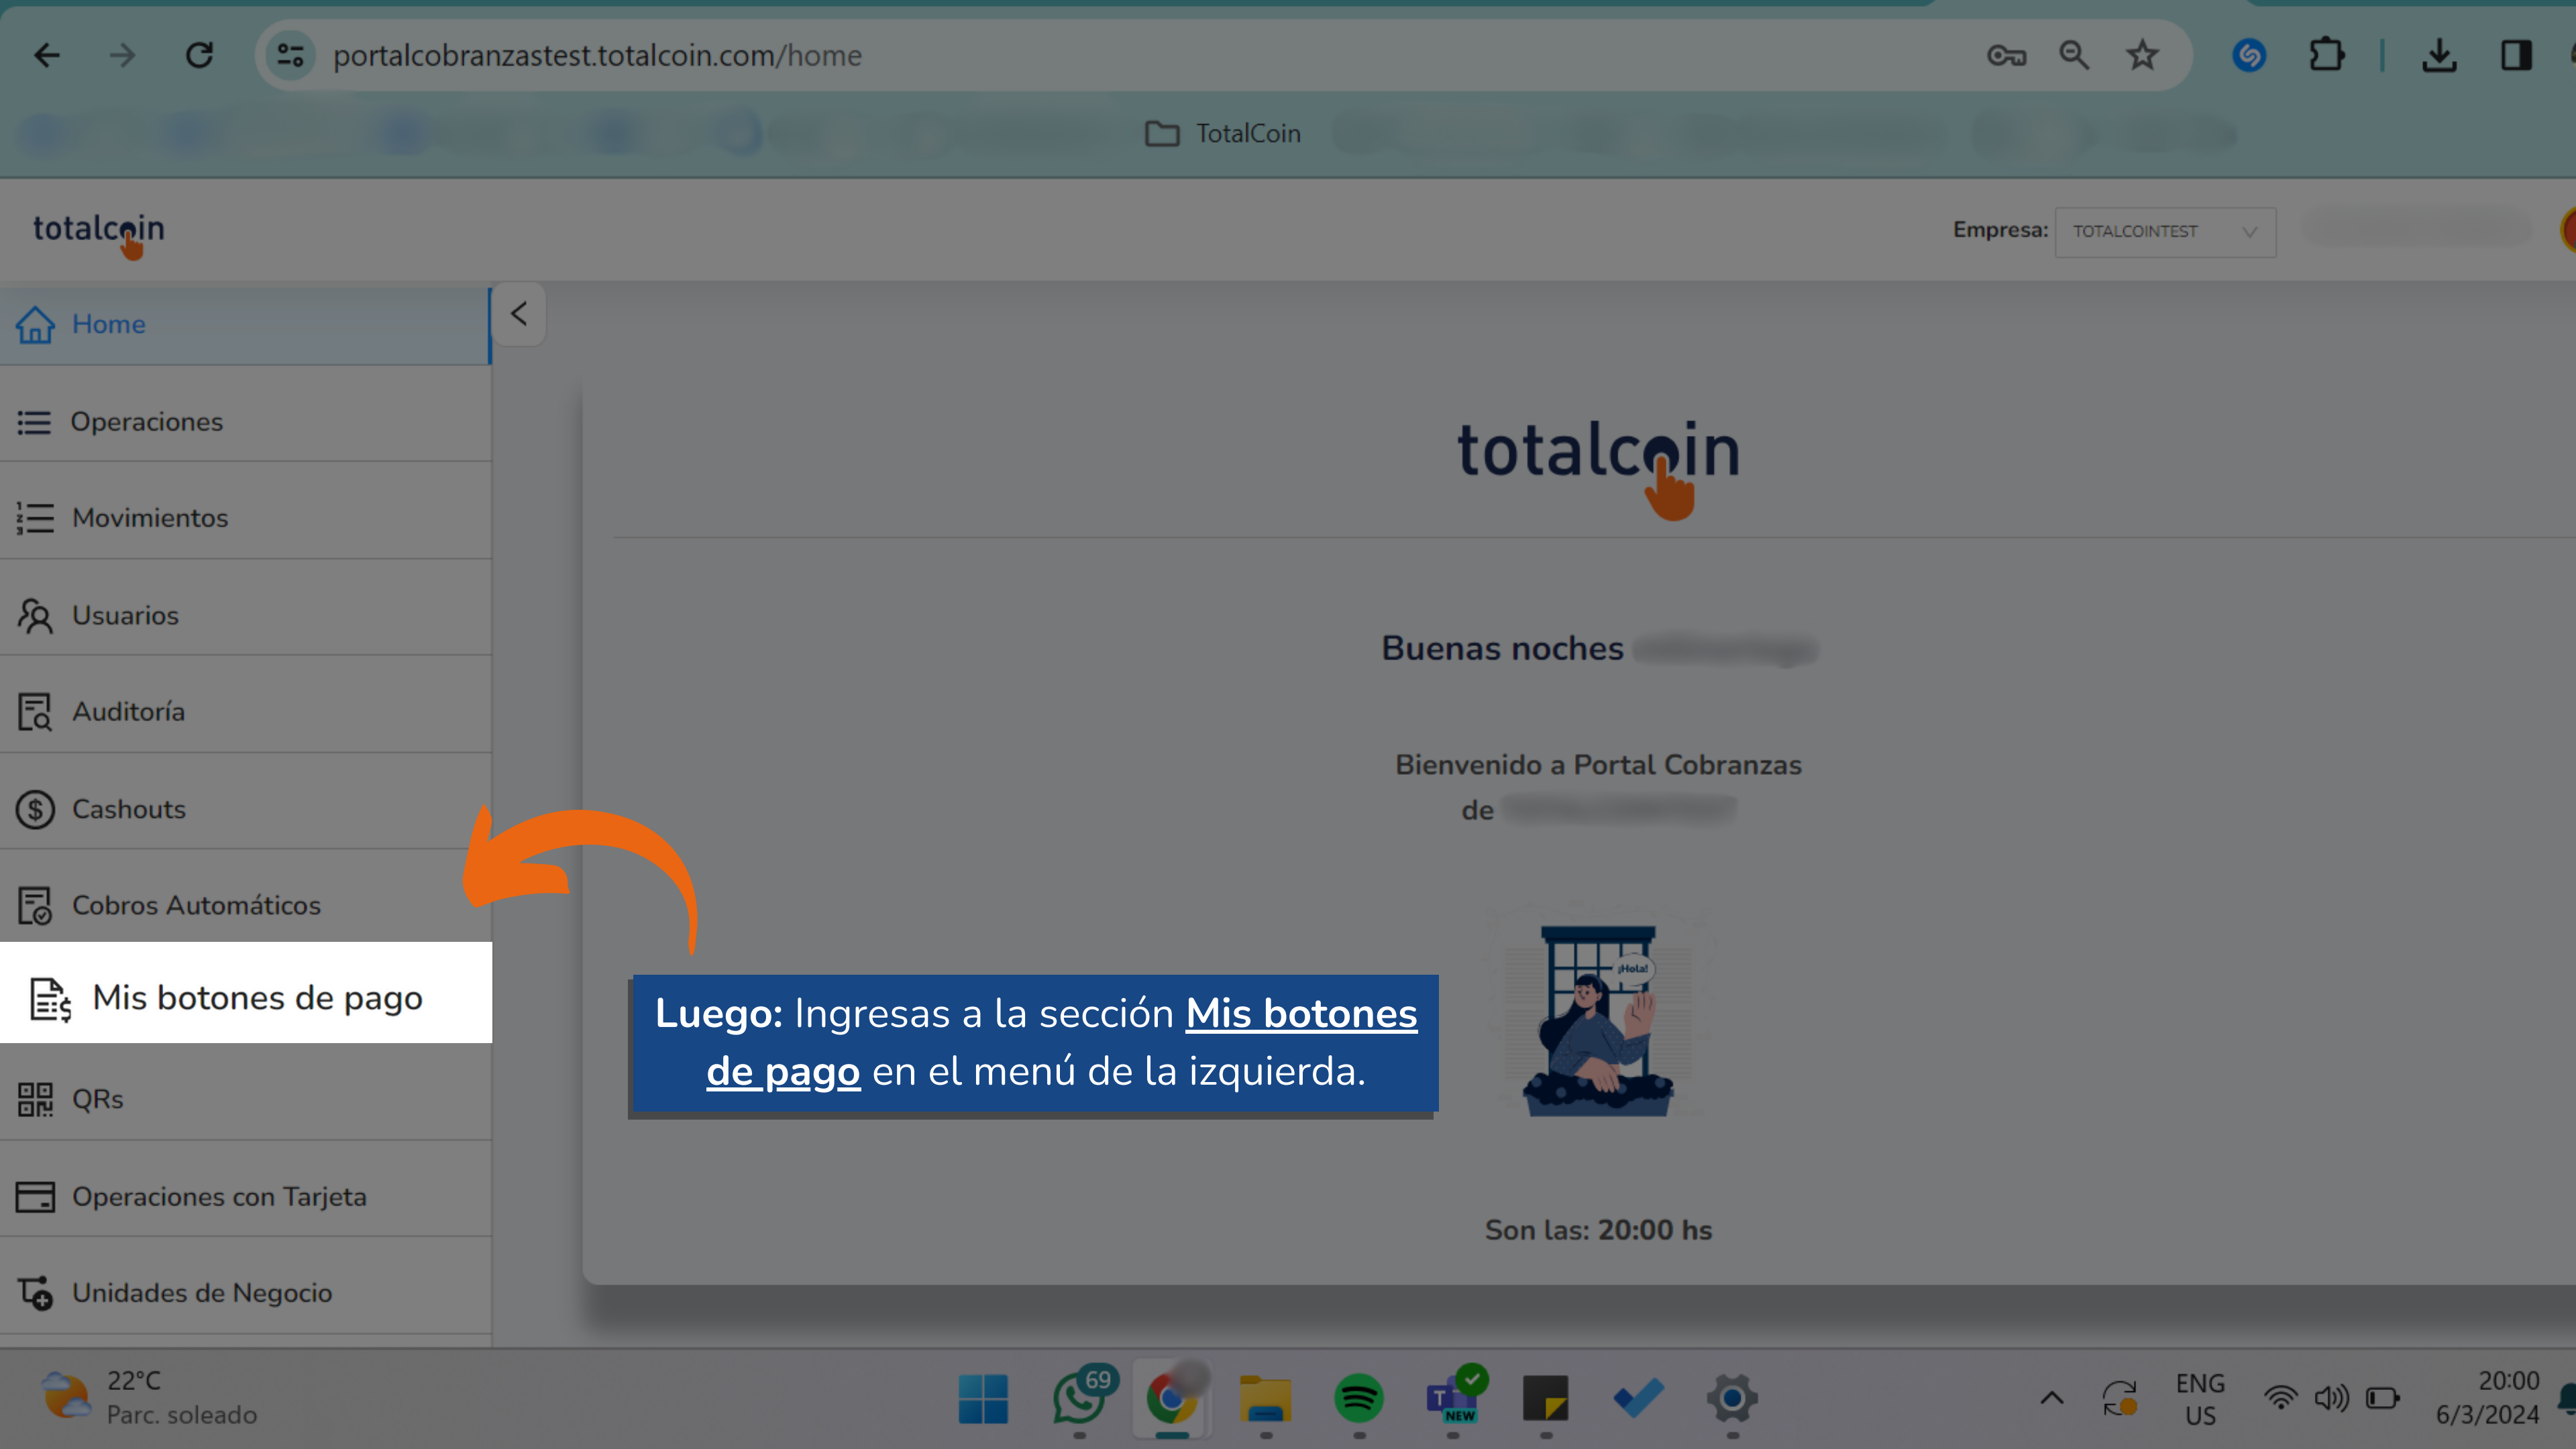 portalcobranzastest.totalcoin.com/home
TotalCoin
totalcoin
Empresa: TOTALCOINTEST
Home
Operaciones
Movimientos
Usuarios
Auditoría
Cashouts
Cobros Automáticos
Mis botones de pago
QRs
Operaciones con Tarjeta
Unidades de Negocio
totalcoin
Buenas noches
Bienvenido a Portal Cobranzas
de
¡Hola!
Luego: Ingresas a la sección Mis botones
de pago en el menú de la izquierda.
Son las: 20:00 hs
22°C
Parc. soleado
69
T
NEW
ENG
US
20:00
6/3/2024